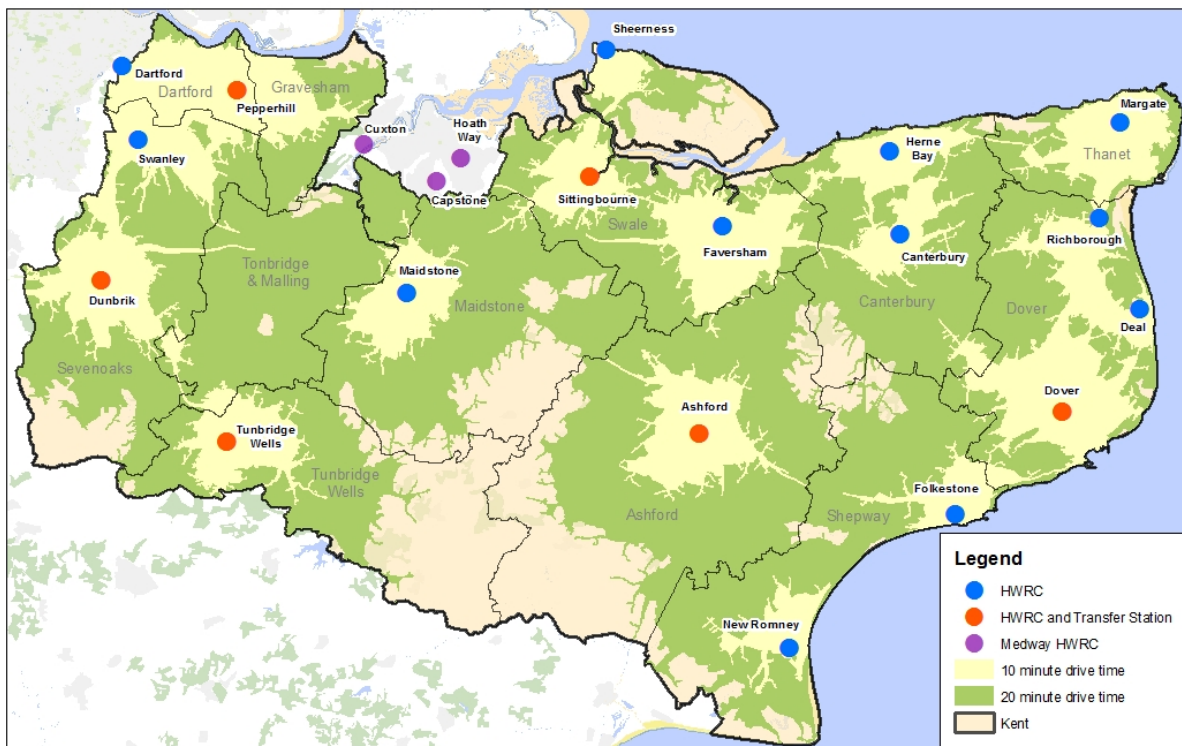 Sheerness
Dartford
Dartford
Gravesham
Pepperhill
Margate
Hoath
Way
Cuxton
Herne
Bay
Swanley
Thanet
Capstone
Sittingbourne
Swale
Richborough
Faversham
Canterbury
Tonbridge
& Malling
Maidstone
Dunbrik
Maidstone
Canterbury
Dover
Deal
Sevenoaks
Dover
Ashford
Tunbridge
Wells
Tunbridge
Wells
Folkestone
Ashford
Shepway
New Romney
Legend
HWRC
HWRC and Transfer Station
Medway HWRC
10 minute drive time
20 minute drive time
Kent